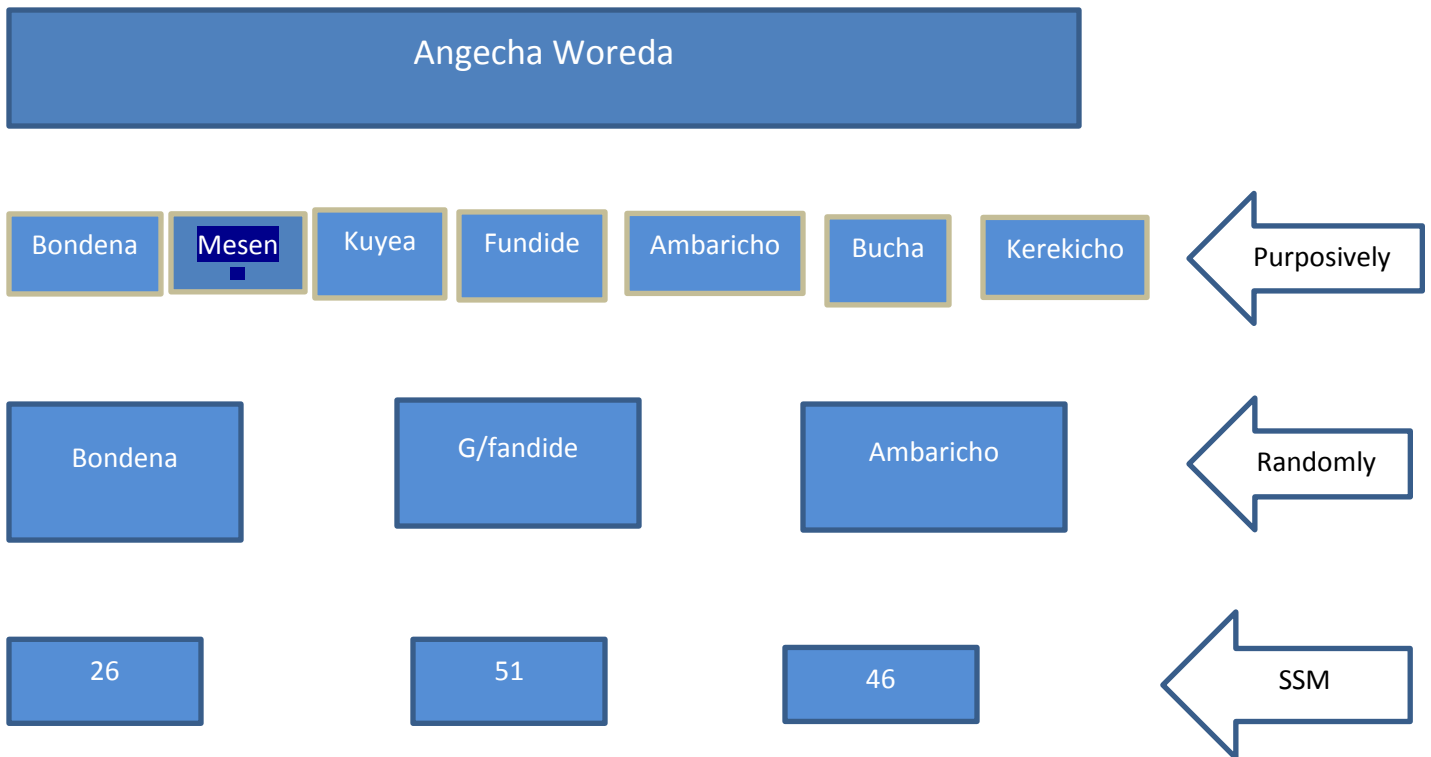 Angecha Woreda
Bondena
Mesen
Kuyea
Fundide
Ambaricho
Bucha
Kerekicho
Purposively
Bondena
G/fandide
Ambaricho
Randomly
26
51
46
SSM